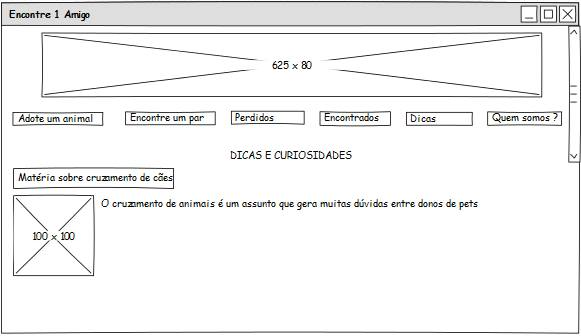 Encontre 1 Amigo
625 x 80
Adote um animal
Encontre um par
Perdidos
Encontrados
Dicas
Quem somos ?
DICAS E CURIOSIDADES
Matéria sobre cruzamento de cães
100 x 100
O cruzamento de animais é um assunto que gera muitas dúvidas entre donos de pets